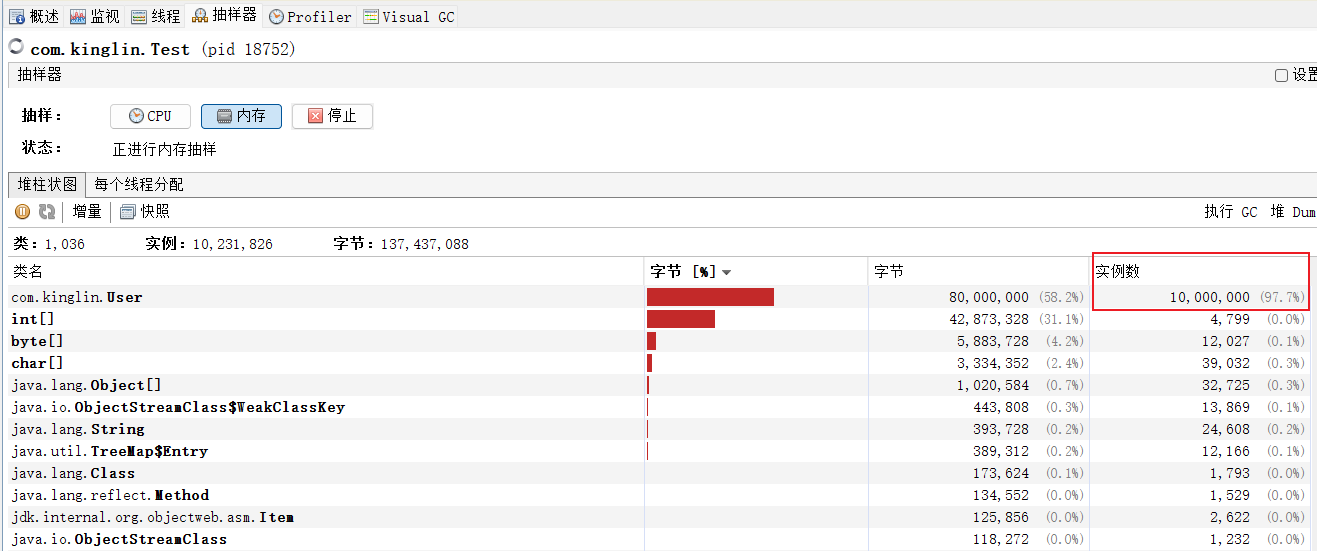 概述 监视 线程 抽样器 Profiler Visual GC
com.kinglin.Test (pid 18752)
抽样器 设置
抽样： CPU 内存 停止
状态： 正进行内存抽样
堆柱状图 每个线程分配
增量 快照 执行 GC 堆 Dum
类：1,036 实例：10,231,826 字节：137,437,088
类名 字节 [%] 字节 实例数
com.kinglin.User 80,000,000 (58.2%) 10,000,000 (97.7%)
int[] 42,873,328 (31.1%) 4,799 (0.0%)
byte[] 5,883,728 (4.2%) 12,027 (0.1%)
char[] 3,334,352 (2.4%) 39,032 (0.3%)
java.lang.Object[] 1,020,584 (0.7%) 32,725 (0.3%)
java.io.ObjectStreamClass$WeakClassKey 443,808 (0.3%) 13,869 (0.1%)
java.lang.String 393,728 (0.2%) 24,608 (0.2%)
java.util.TreeMap$Entry 389,312 (0.2%) 12,166 (0.1%)
java.lang.Class 173,624 (0.1%) 1,793 (0.0%)
java.lang.reflect.Method 134,552 (0.0%) 1,529 (0.0%)
jdk.internal.org.objectweb.asm.Item 125,856 (0.0%) 2,622 (0.0%)
java.io.ObjectStreamClass 118,272 (0.0%) 1,232 (0.0%)